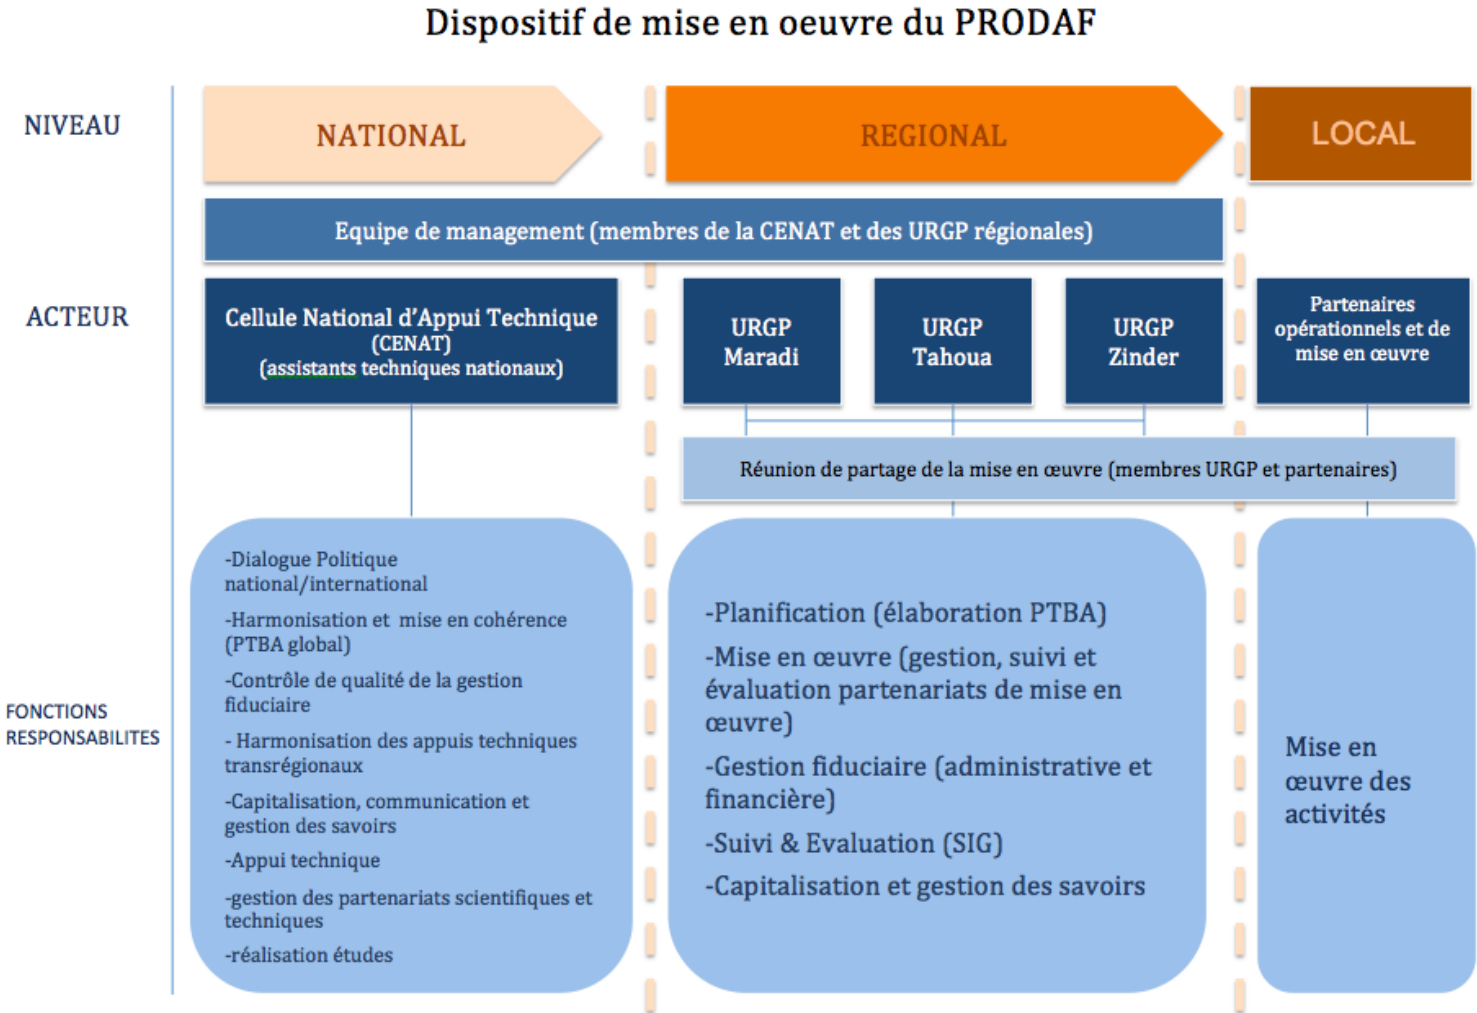 Dispositif de mise en oeuvre du PRODAF
NIVEAU
NATIONAL
REGIONAL
LOCAL
Equipe de management (membres de la CENAT et des URGP régionales)
ACTEUR
Cellule National d'Appui Technique
(CENAT)
(assistants techniques nationaux)
URGP
Maradi
URGP
Tahoua
URGP
Zinder
Partenaires
opérationnels et de
mise en œuvre
Réunion de partage de la mise en œuvre (membres URGP et partenaires)
FONCTIONS
RESPONSABILITES
-Dialogue Politique
national/international
-Harmonisation et mise en cohérence
(PTBA global)
-Contrôle de qualité de la gestion
fiduciaire
- Harmonisation des appuis techniques
transrégionaux
-Capitalisation, communication et
gestion des savoirs
-Appui technique
-gestion des partenariats scientifiques et
techniques
-réalisation études
-Planification (élaboration PTBA)
-Mise en œuvre (gestion, suivi et
évaluation partenariats de mise en
œuvre)
-Gestion fiduciaire (administrative et
financière)
-Suivi & Evaluation (SIG)
-Capitalisation et gestion des savoirs
Mise en
œuvre des
activités